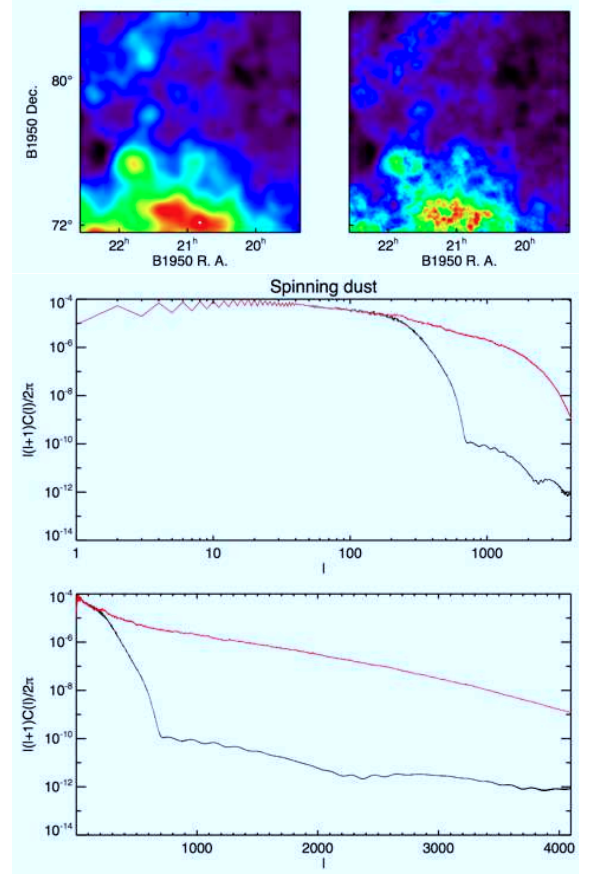 B1950 Dec.
80°
72°
22ʰ 21ʰ 20ʰ
B1950 R. A.
22ʰ 21ʰ 20ʰ
B1950 R. A.
Spinning dust
l(l+1)C(l)/2π
10⁻⁴
10⁻⁶
10⁻⁸
10⁻¹⁰
10⁻¹²
10⁻¹⁴
1 10 100 1000
l
l(l+1)C(l)/2π
10⁻⁴
10⁻⁶
10⁻⁸
10⁻¹⁰
10⁻¹²
10⁻¹⁴
1000 2000 3000 4000
l